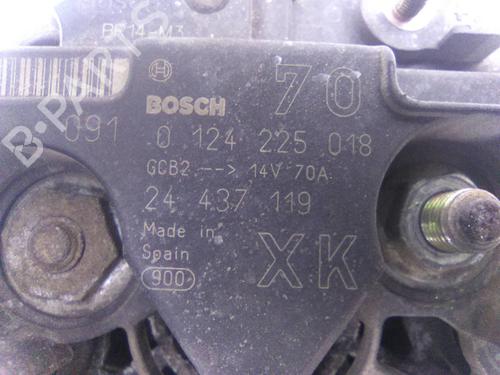 BOSCH
70
091 0 124 225 018
GCB2 --> 14V 70A
24 437 119
Made in
Spain
900
XK
B-PARTS